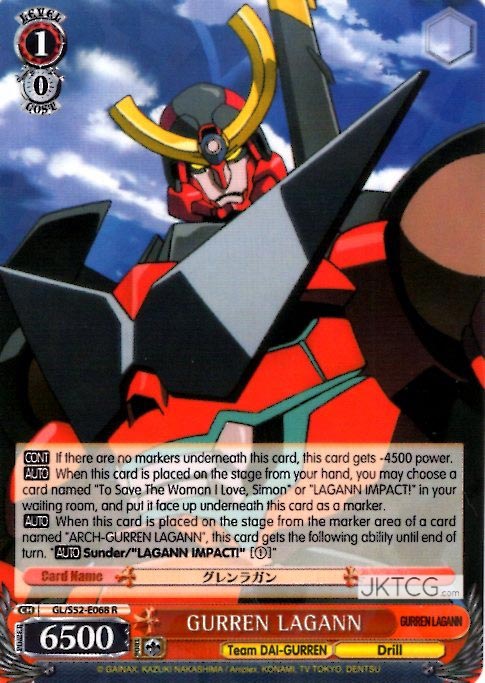 LEVEL
1
0
COST
CONT If there are no markers underneath this card, this card gets -4500 power.
AUTO When this card is placed on the stage from your hand, you may choose a
card named "To Save The Woman I Love, Simon" or "LAGANN IMPACT!" in your
waiting room, and put it face up underneath this card as a marker.
AUTO When this card is placed on the stage from the marker area of a card
named "ARCH-GURREN LAGANN", this card gets the following ability until end of
turn. "AUTO Sunder/"LAGANN IMPACT!" [①]"
Card Name グレンラガン
JKTCG.com
CH GL/S52-E068 R
POWER 6500 SOUL GURREN LAGANN GURREN LAGANN
Team DAI-GURREN Drill
© GAINAX, KAZUKI NAKASHIMA / Aniplex, KONAMI, TV TOKYO, DENTSU